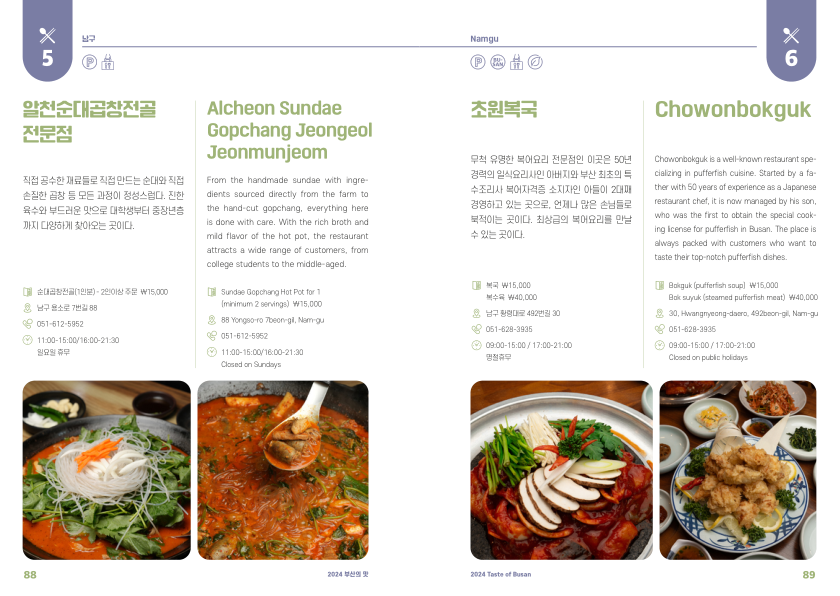 5
남구
P
알천순대곱창전골
전문점
Alcheon Sundae
Gopchang Jeongeol
Jeonmunjeom
직접 공수한 재료들로 직접 만드는 순대와 직접
손질한 곱창 등 모든 과정이 정성스럽다. 진한
육수와 부드러운 맛으로 대학생부터 중장년층
까지 다양하게 찾아오는 곳이다.
From the handmade sundae with ingre-
dients sourced directly from the farm to
the hand-cut gopchang, everything here
is done with care. With the rich broth and
mild flavor of the hot pot, the restaurant
attracts a wide range of customers, from
college students to the middle-aged.
순대곱창전골(1인분) - 2인이상 주문 ₩15,000
남구 용소로 7번길 88
051-612-5952
11:00-15:00/16:00-21:30
일요일 휴무
Sundae Gopchang Hot Pot for 1
(minimum 2 servings) ₩15,000
88 Yongso-ro 7beon-gil, Nam-gu
051-612-5952
11:00-15:00/16:00-21:30
Closed on Sundays
88
2024 부산의 맛
Namgu
6
P
BU-
SAN
초원복국
Chowonbokguk
무척 유명한 복어요리 전문점인 이곳은 50년
경력의 일식요리사인 아버지와 부산 최초의 특
수조리사 복어자격증 소지자인 아들이 2대째
경영하고 있는 곳으로, 언제나 많은 손님들로
북적이는 곳이다. 최상급의 복어요리를 만날
수 있는 곳이다.
Chowonbokguk is a well-known restaurant spe-
cializing in pufferfish cuisine. Started by a fa-
ther with 50 years of experience as a Japanese
restaurant chef, it is now managed by his son,
who was the first to obtain the special cook-
ing license for pufferfish in Busan. The place is
always packed with customers who want to
taste their top-notch pufferfish dishes.
복국 ₩15,000
복수육 ₩40,000
남구 황령대로 492번길 30
051-628-3935
09:00-15:00 / 17:00-21:00
명절휴무
Bokguk (pufferfish soup) ₩15,000
Bok suyuk (steamed pufferfish meat) ₩40,000
30, Hwangnyeong-daero, 492beon-gil, Nam-gu
051-628-3935
09:00-15:00 / 17:00-21:00
Closed on public holidays
2024 Taste of Busan
89